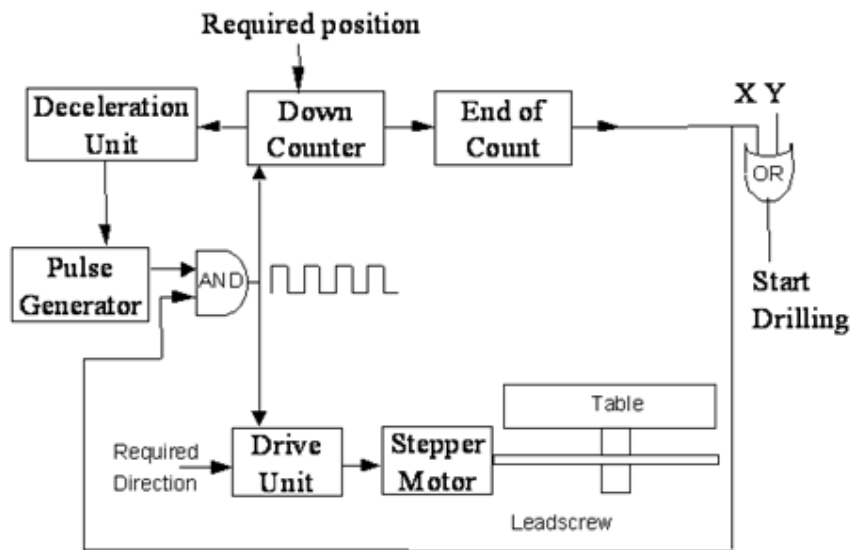 Required position
Deceleration
Unit
Down
Counter
End of
Count
X Y
OR
Pulse
Generator
AND
Start
Drilling
Required
Direction
Drive
Unit
Stepper
Motor
Table
Leadscrew